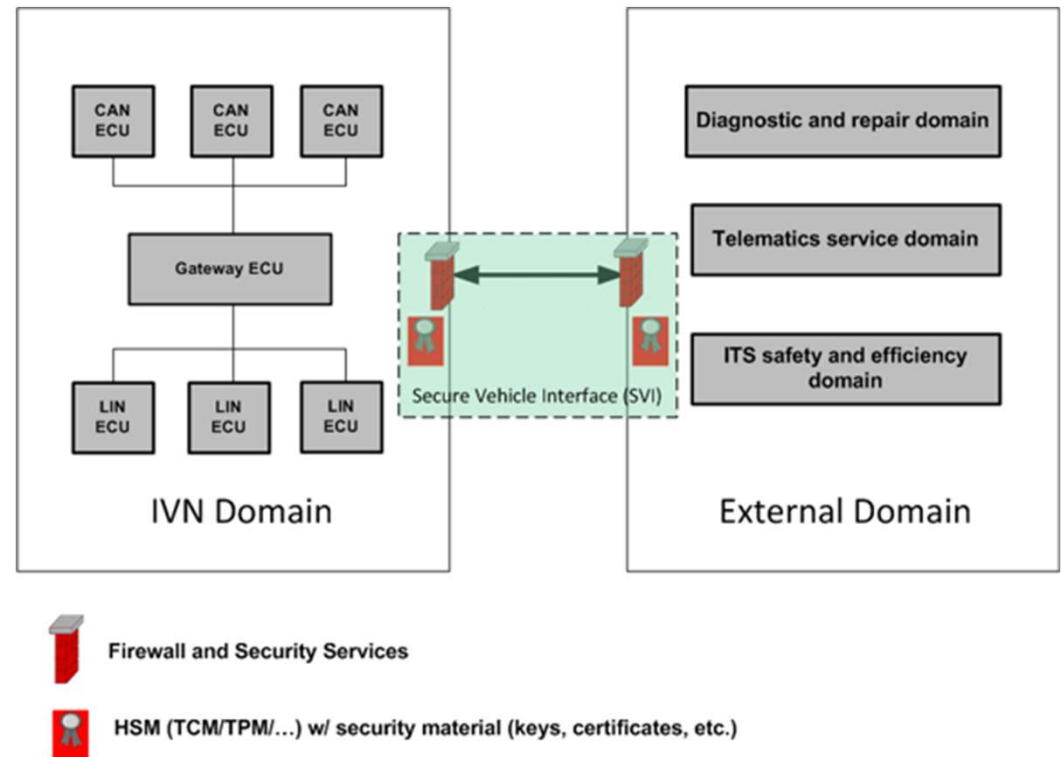 CAN
ECU
CAN
ECU
CAN
ECU
Gateway ECU
LIN
ECU
LIN
ECU
LIN
ECU
IVN Domain
Secure Vehicle Interface (SVI)
Diagnostic and repair domain
Telematics service domain
ITS safety and efficiency
domain
External Domain
Firewall and Security Services
HSM (TCM/TPM/...) w/ security material (keys, certificates, etc.)